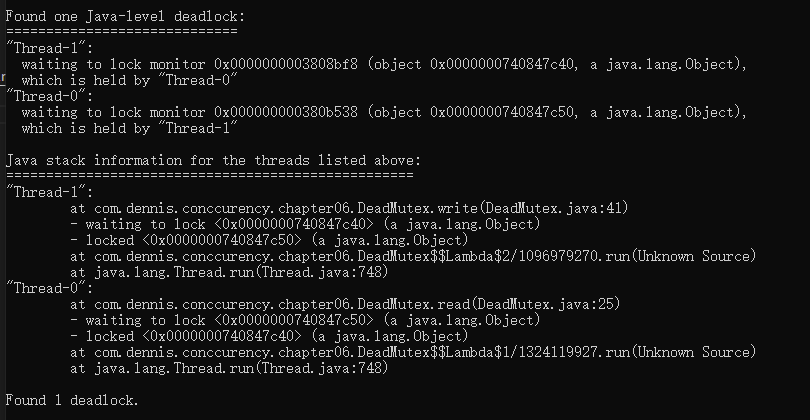 Found one Java-level deadlock:
=============================
"Thread-1":
  waiting to lock monitor 0x0000000003808bf8 (object 0x0000000740847c40, a java.lang.Object),
  which is held by "Thread-0"
"Thread-0":
  waiting to lock monitor 0x000000000380b538 (object 0x0000000740847c50, a java.lang.Object),
  which is held by "Thread-1"

Java stack information for the threads listed above:
===================================================
"Thread-1":
        at com.dennis.conccurency.chapter06.DeadMutex.write(DeadMutex.java:41)
        - waiting to lock <0x0000000740847c40> (a java.lang.Object)
        - locked <0x0000000740847c50> (a java.lang.Object)
        at com.dennis.conccurency.chapter06.DeadMutex$$Lambda$2/1096979270.run(Unknown Source)
        at java.lang.Thread.run(Thread.java:748)
"Thread-0":
        at com.dennis.conccurency.chapter06.DeadMutex.read(DeadMutex.java:25)
        - waiting to lock <0x0000000740847c50> (a java.lang.Object)
        - locked <0x0000000740847c40> (a java.lang.Object)
        at com.dennis.conccurency.chapter06.DeadMutex$$Lambda$1/1324119927.run(Unknown Source)
        at java.lang.Thread.run(Thread.java:748)

Found 1 deadlock.